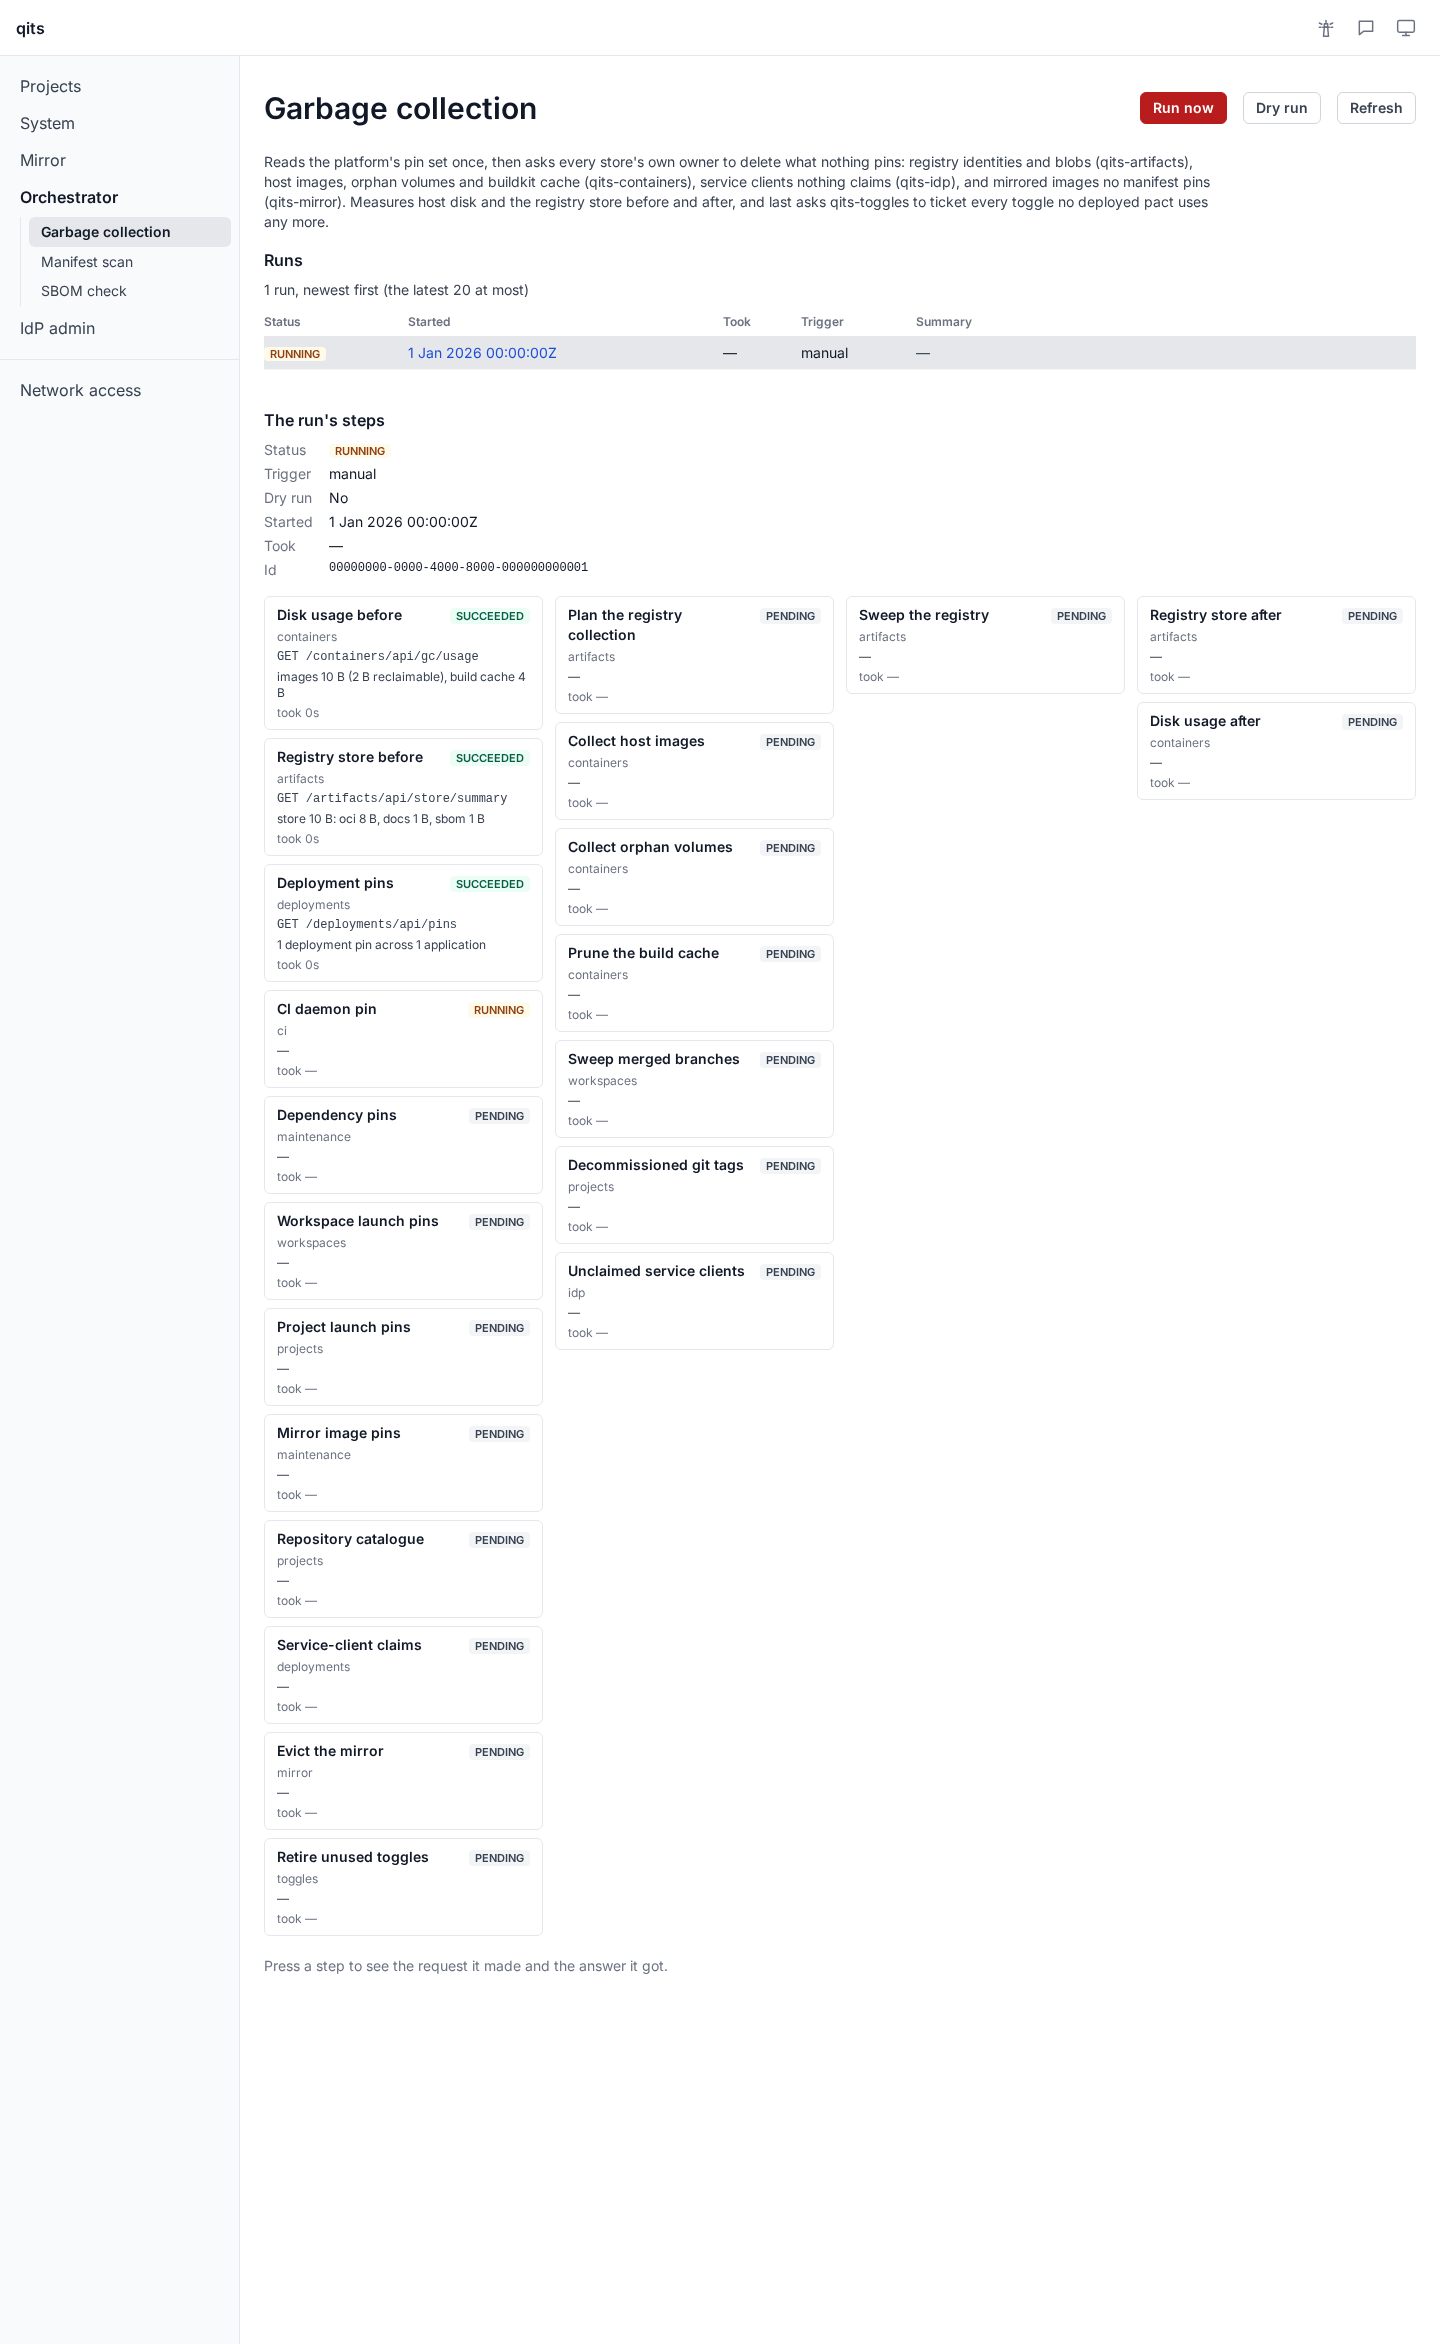 qits
Projects
System
Mirror
Orchestrator
Garbage collection
Manifest scan
SBOM check
IdP admin
Network access
Garbage collection
Run now
Dry run
Refresh
Reads the platform's pin set once, then asks every store's own owner to delete what nothing pins: registry identities and blobs (qits-artifacts),
host images, orphan volumes and buildkit cache (qits-containers), service clients nothing claims (qits-idp), and mirrored images no manifest pins
(qits-mirror). Measures host disk and the registry store before and after, and last asks qits-toggles to ticket every toggle no deployed pact uses
any more.
Runs
1 run, newest first (the latest 20 at most)
Status Started Took Trigger Summary
RUNNING 1 Jan 2026 00:00:00Z — manual —
The run's steps
Status RUNNING
Trigger manual
Dry run No
Started 1 Jan 2026 00:00:00Z
Took —
Id 00000000-0000-4000-8000-000000000001
Disk usage before SUCCEEDED
containers
GET /containers/api/gc/usage
images 10 B (2 B reclaimable), build cache 4
B
took 0s
Registry store before SUCCEEDED
artifacts
GET /artifacts/api/store/summary
store 10 B: oci 8 B, docs 1 B, sbom 1 B
took 0s
Deployment pins SUCCEEDED
deployments
GET /deployments/api/pins
1 deployment pin across 1 application
took 0s
CI daemon pin RUNNING
ci
—
took —
Dependency pins PENDING
maintenance
—
took —
Workspace launch pins PENDING
workspaces
—
took —
Project launch pins PENDING
projects
—
took —
Mirror image pins PENDING
maintenance
—
took —
Repository catalogue PENDING
projects
—
took —
Service-client claims PENDING
deployments
—
took —
Evict the mirror PENDING
mirror
—
took —
Retire unused toggles PENDING
toggles
—
took —
Plan the registry PENDING
collection
artifacts
—
took —
Collect host images PENDING
containers
—
took —
Collect orphan volumes PENDING
containers
—
took —
Prune the build cache PENDING
containers
—
took —
Sweep merged branches PENDING
workspaces
—
took —
Decommissioned git tags PENDING
projects
—
took —
Unclaimed service clients PENDING
idp
—
took —
Sweep the registry PENDING
artifacts
—
took —
Registry store after PENDING
artifacts
—
took —
Disk usage after PENDING
containers
—
took —
Press a step to see the request it made and the answer it got.